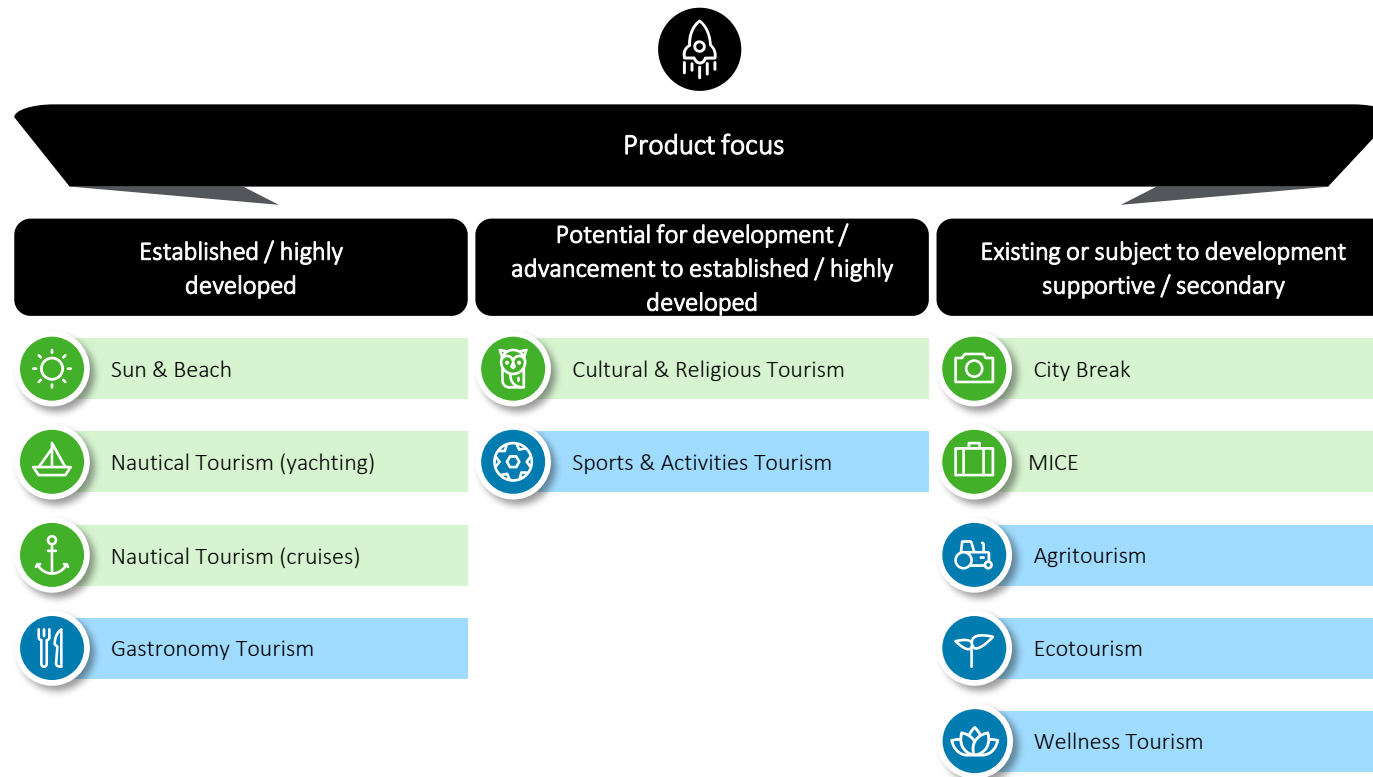 Product focus
Established / highly
developed
Potential for development /
advancement to established / highly
developed
Existing or subject to development
supportive / secondary
Sun & Beach
Nautical Tourism (yachting)
Nautical Tourism (cruises)
Gastronomy Tourism
Cultural & Religious Tourism
Sports & Activities Tourism
City Break
MICE
Agritourism
Ecotourism
Wellness Tourism